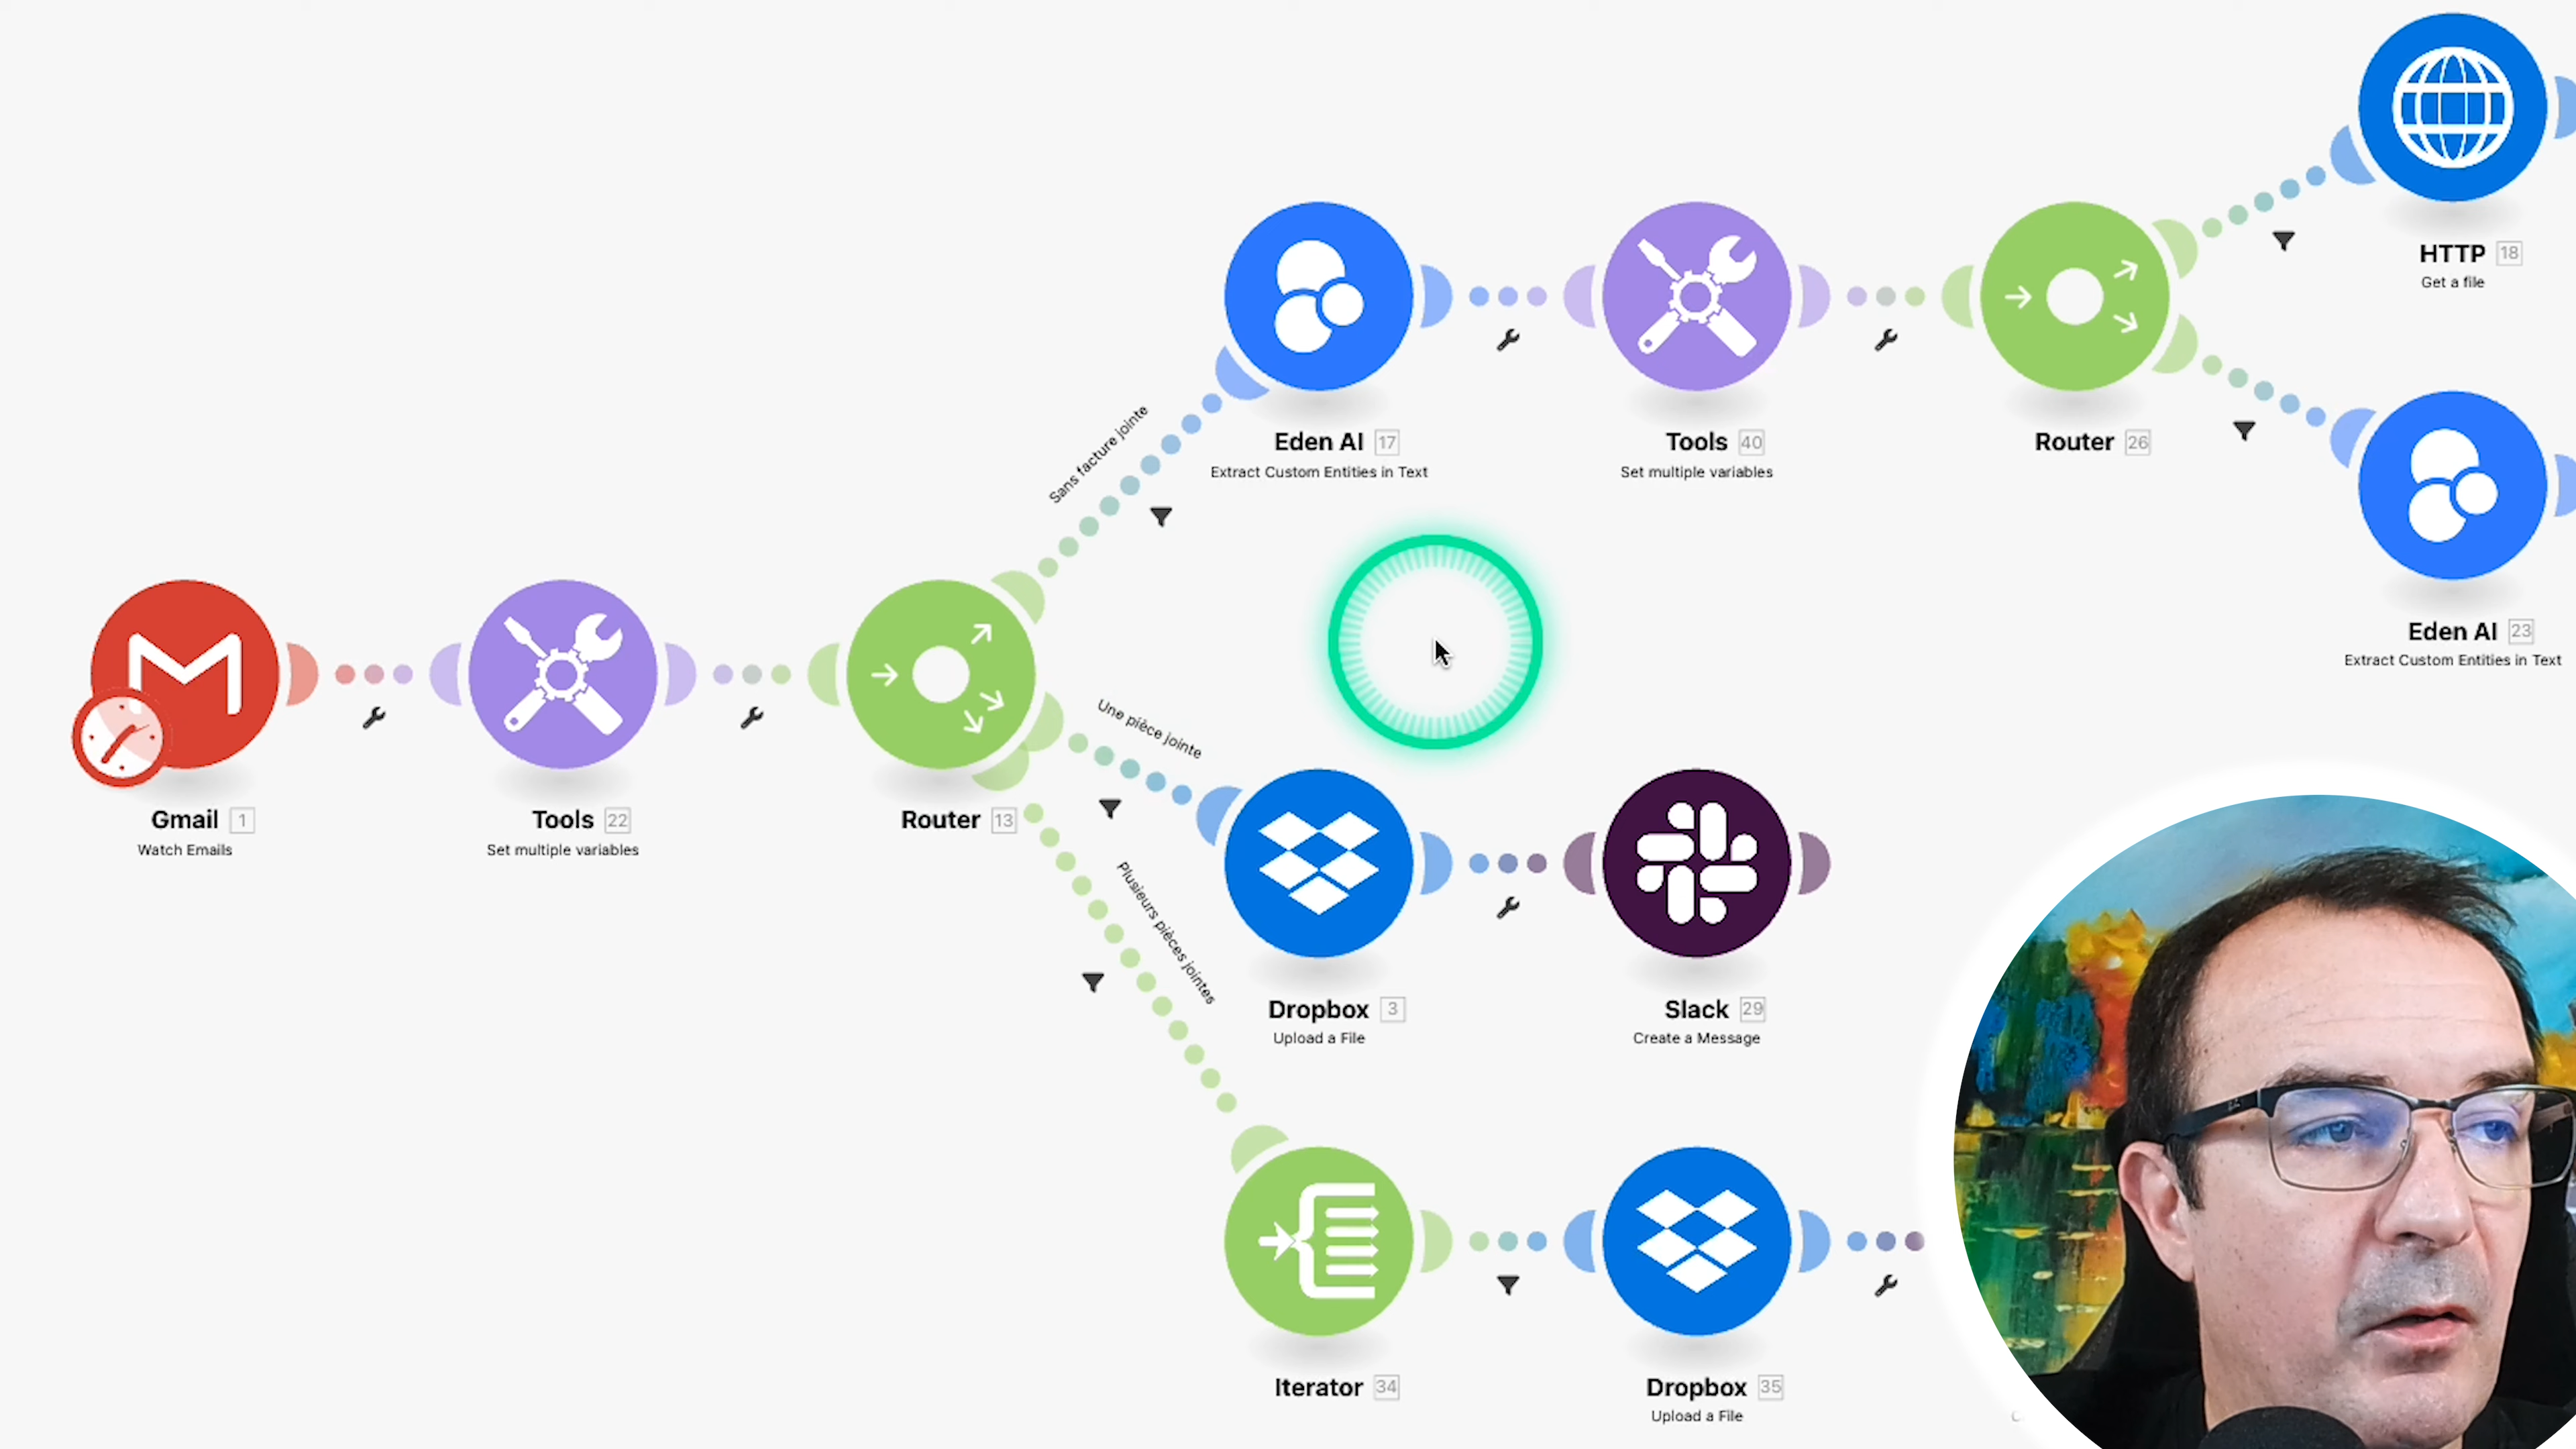 HTTP 18
Get a file
Sans facture jointe
Eden AI 17
Extract Custom Entities in Text
Tools 40
Set multiple variables
Router 26
Eden AI 23
Extract Custom Entities in Text
Gmail 1
Watch Emails
Tools 22
Set multiple variables
Router 13
Une pièce jointe
Plusieurs pièces jointes
Dropbox 3
Upload a File
Slack 29
Create a Message
Iterator 34
Dropbox 35
Upload a File